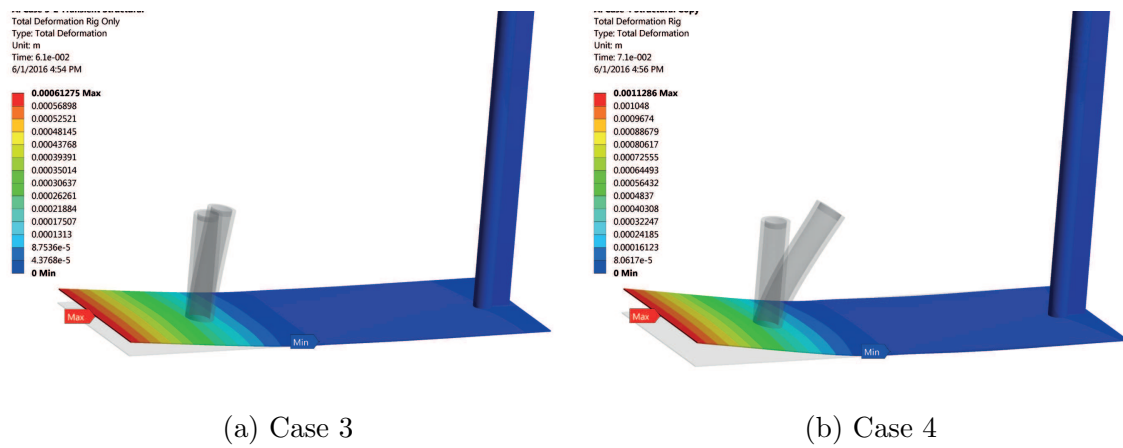 Total Deformation Rig Only
Type: Total Deformation
Unit: m
Time: 6.1e-002
6/1/2016 4:54 PM
0.00061275 Max
0.00056898
0.00052521
0.00048145
0.00043768
0.00039391
0.00035014
0.00030637
0.00026261
0.00021884
0.00017507
0.0001313
8.7536e-5
4.3768e-5
0 Min
Max
Min
(a) Case 3
Total Deformation Rig
Type: Total Deformation
Unit: m
Time: 7.1e-002
6/1/2016 4:56 PM
0.0011286 Max
0.001048
0.0009674
0.00088679
0.00080617
0.00072555
0.00064493
0.00056432
0.0004837
0.00040308
0.00032247
0.00024185
0.00016123
8.0617e-5
0 Min
Max
Min
(b) Case 4